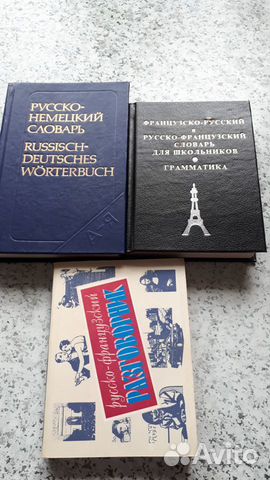 РУССКО-
НЕМЕЦКИЙ
СЛОВАРЬ
RUSSISCH-
DEUTSCHES
WÖRTERBUCH
ФРАНЦУЗСКО-РУССКИЙ
РУССКО-ФРАНЦУЗСКИЙ
СЛОВАРЬ
ДЛЯ ШКОЛЬНИКОВ
ГРАММАТИКА
русско-французский
РАЗГОВОРНИК
Avito